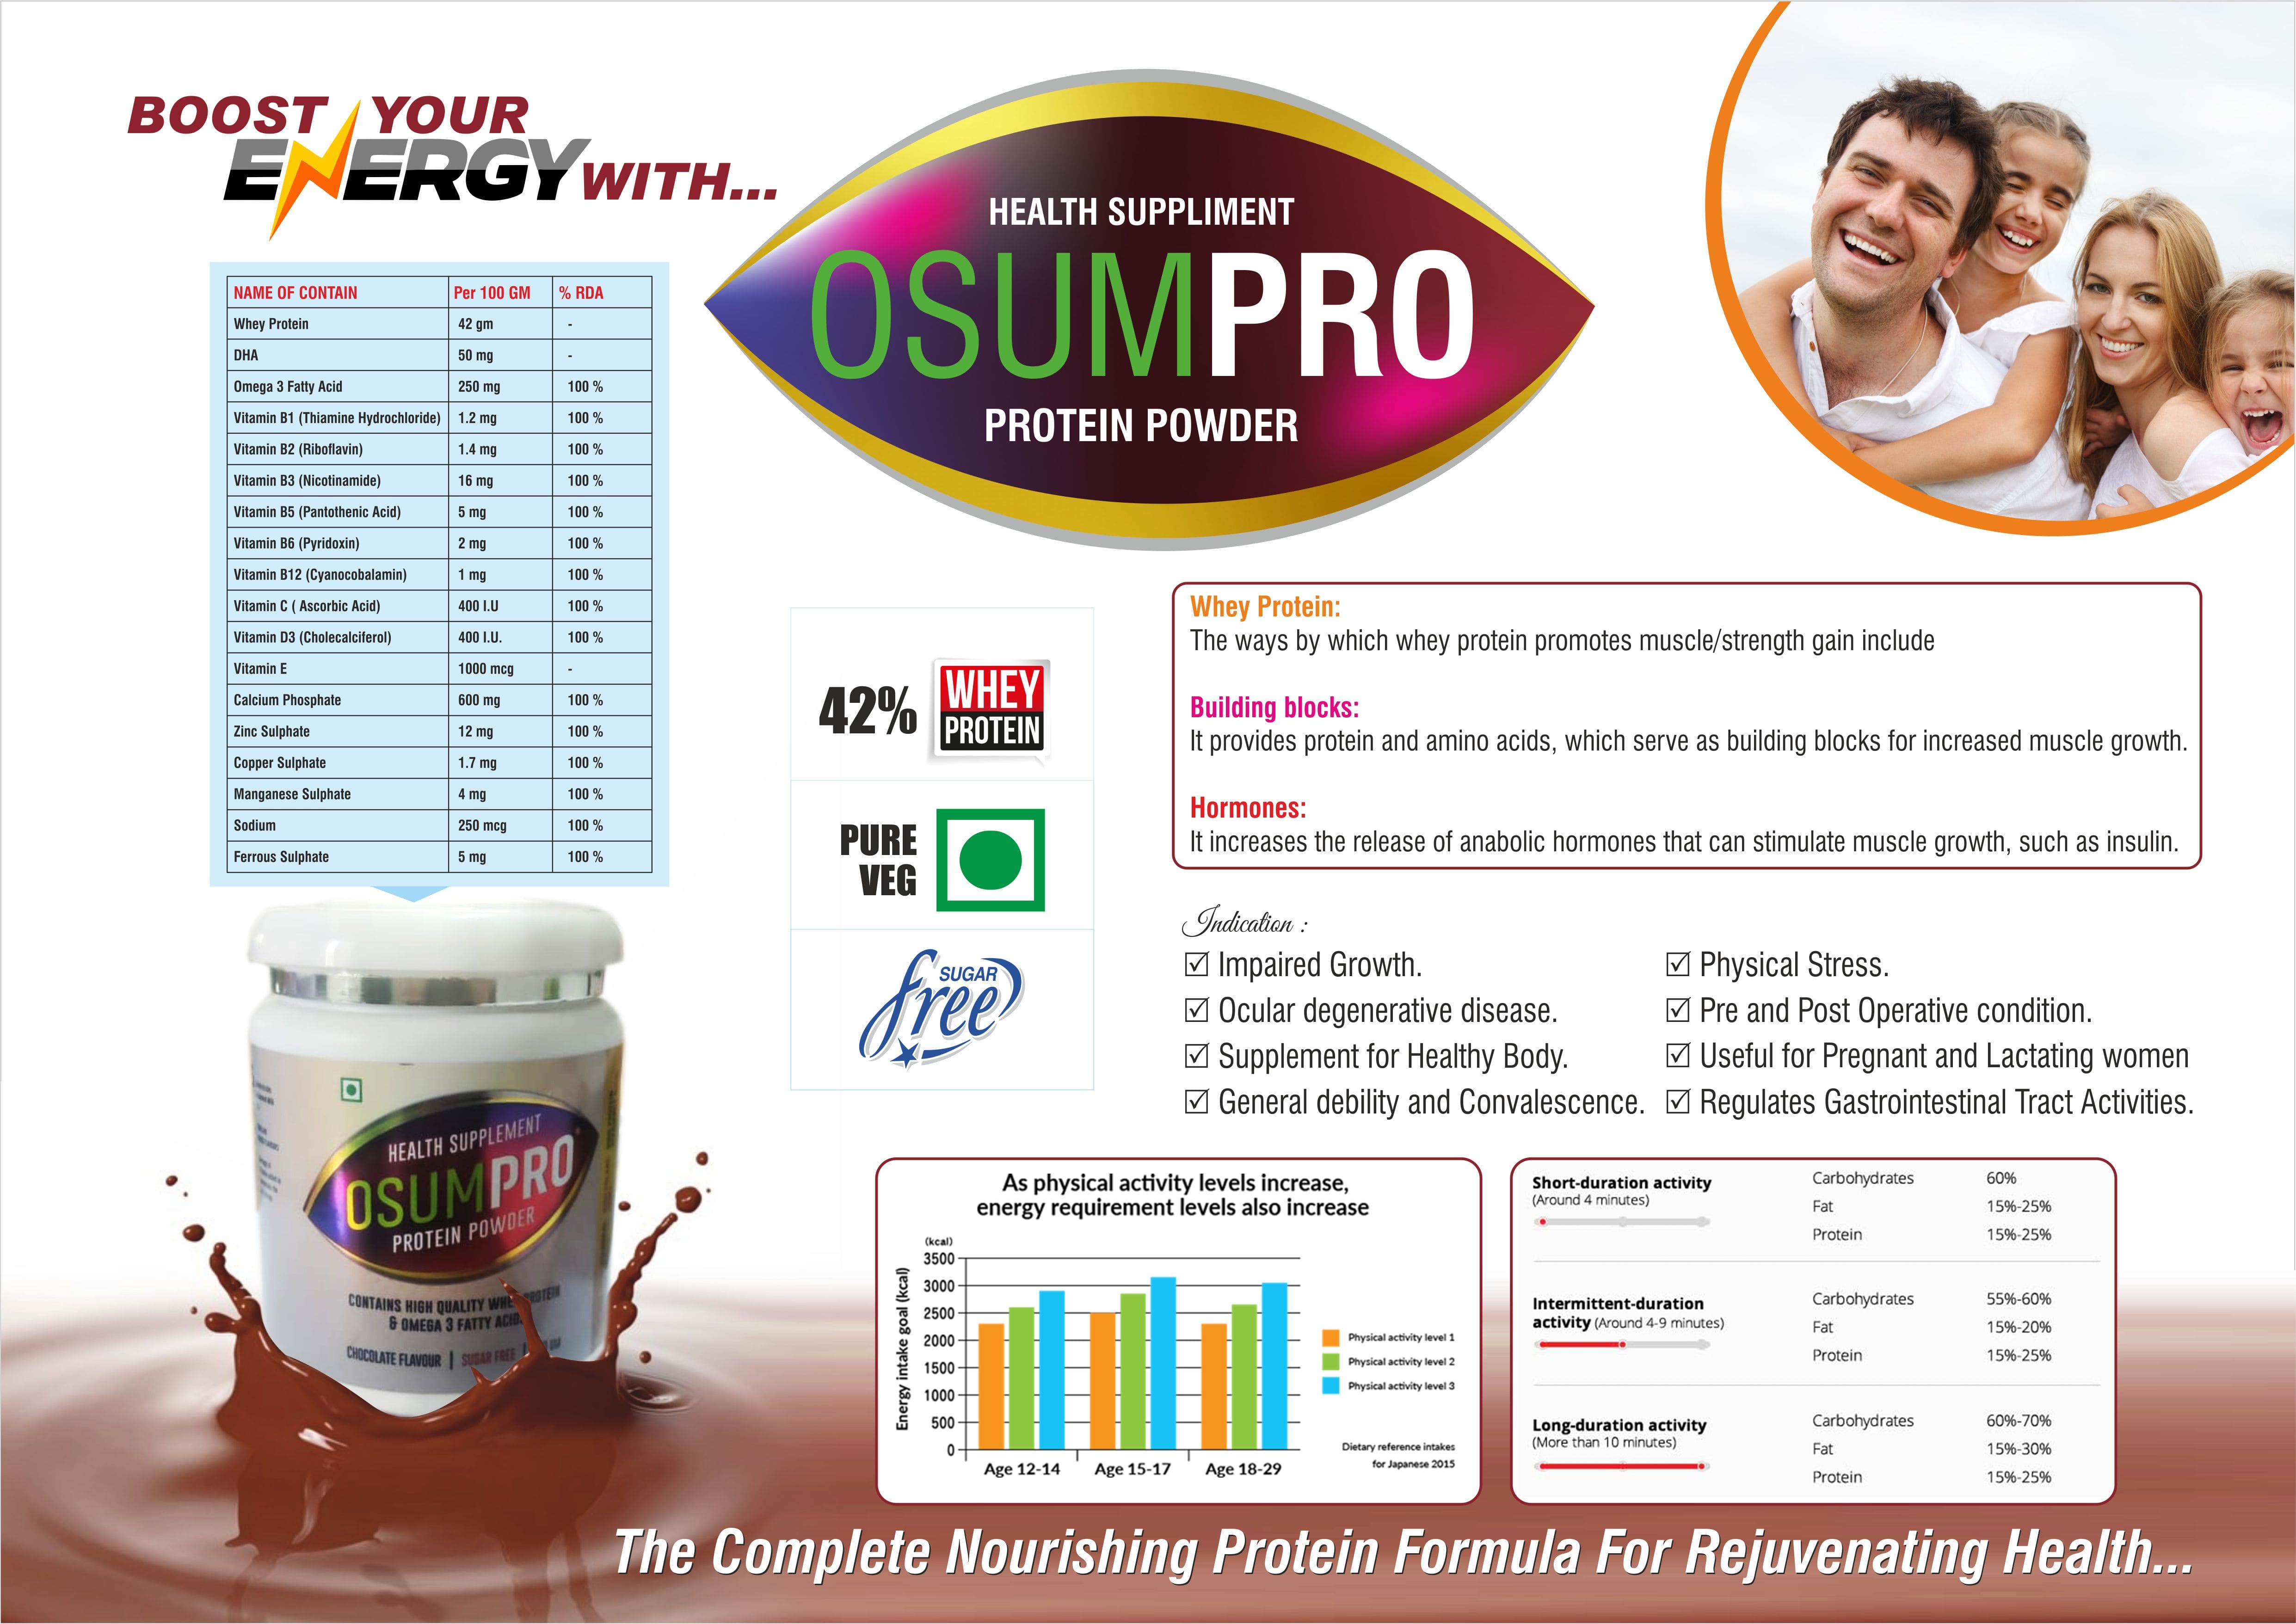 BOOST YOUR
ENERGY WITH...
HEALTH SUPPLIMENT
OSUMPRO
PROTEIN POWDER
NAME OF CONTAIN Per 100 GM % RDA
Whey Protein 42 gm -
DHA 50 mg -
Omega 3 Fatty Acid 250 mg 100 %
Vitamin B1 (Thiamine Hydrochloride) 1.2 mg 100 %
Vitamin B2 (Riboflavin) 1.4 mg 100 %
Vitamin B3 (Nicotinamide) 16 mg 100 %
Vitamin B5 (Pantothenic Acid) 5 mg 100 %
Vitamin B6 (Pyridoxin) 2 mg 100 %
Vitamin B12 (Cyanocobalamin) 1 mg 100 %
Vitamin C ( Ascorbic Acid) 400 I.U 100 %
Vitamin D3 (Cholecalciferol) 400 I.U. 100 %
Vitamin E 1000 mcg -
Calcium Phosphate 600 mg 100 %
Zinc Sulphate 12 mg 100 %
Copper Sulphate 1.7 mg 100 %
Manganese Sulphate 4 mg 100 %
Sodium 250 mcg 100 %
Ferrous Sulphate 5 mg 100 %
42% WHEY
PROTEIN
PURE
VEG
SUGAR
free
Whey Protein:
The ways by which whey protein promotes muscle/strength gain include
Building blocks:
It provides protein and amino acids, which serve as building blocks for increased muscle growth.
Hormones:
It increases the release of anabolic hormones that can stimulate muscle growth, such as insulin.
Indication :
☑ Impaired Growth.
☑ Ocular degenerative disease.
☑ Supplement for Healthy Body.
☑ General debility and Convalescence.
☑ Physical Stress.
☑ Pre and Post Operative condition.
☑ Useful for Pregnant and Lactating women
☑ Regulates Gastrointestinal Tract Activities.
HEALTH SUPPLEMENT
OSUMPRO
PROTEIN POWDER
CONTAINS HIGH QUALITY PROTEIN
& OMEGA 3 FATTY ACID
CHOCOLATE FLAVOUR | SUGAR FREE |
As physical activity levels increase,
energy requirement levels also increase
(kcal)
Energy intake goal (kcal)
3500
3000
2500
2000
1500
1000
500
0
Age 12-14 Age 15-17 Age 18-29
Physical activity level 1
Physical activity level 2
Physical activity level 3
Dietary reference intakes
for Japanese 2015
Short-duration activity
(Around 4 minutes)
Carbohydrates 60%
Fat 15%-25%
Protein 15%-25%
Intermittent-duration
activity (Around 4-9 minutes)
Carbohydrates 55%-60%
Fat 15%-20%
Protein 15%-25%
Long-duration activity
(More than 10 minutes)
Carbohydrates 60%-70%
Fat 15%-30%
Protein 15%-25%
The Complete Nourishing Protein Formula For Rejuvenating Health...